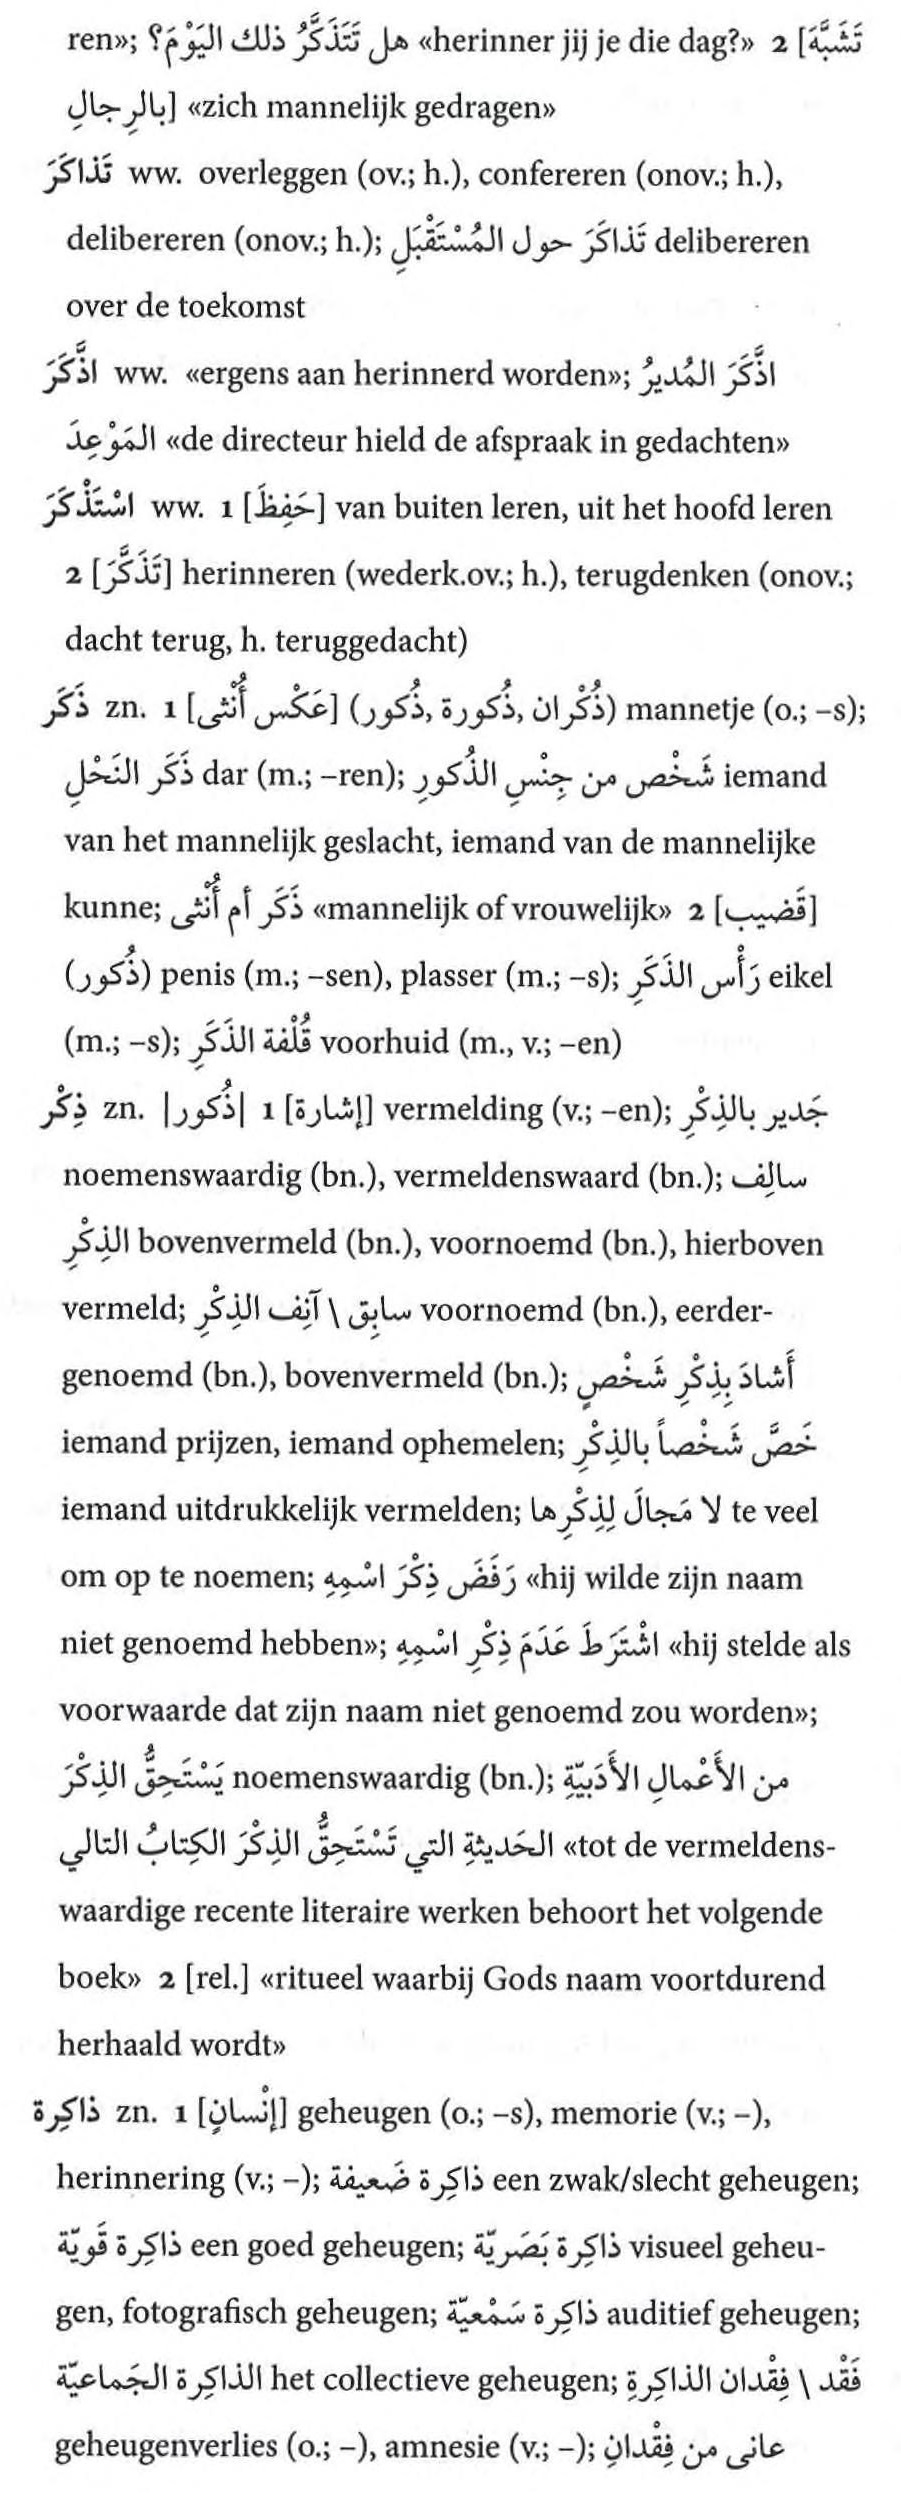 ren»; هل تَتَذَكَّرُ ذلك اليَوْمَ؟ «herinner jij je die dag?» 2 [تَشَبَّهَ
بالرِجالِ] «zich mannelijk gedragen»
تَذاكَرَ ww. overleggen (ov.; h.), confereren (onov.; h.),
delibereren (onov.; h.); تَذاكَرَ حول المُسْتَقْبَلِ delibereren
over de toekomst
اذَّكَرَ ww. «ergens aan herinnerd worden»; اذَّكَرَ المُديرُ
المَوْعِدَ «de directeur hield de afspraak in gedachten»
اسْتَذْكَرَ ww. 1 [حَفِظَ] van buiten leren, uit het hoofd leren
2 [تَذَكَّرَ] herinneren (wederk.ov.; h.), terugdenken (onov.;
dacht terug, h. teruggedacht)
ذَكَر zn. 1 [عَكْس أُنْثى] (ذُكْران, ذُكورة, ذُكور) mannetje (o.; –s);
ذَكَر النَحْلِ dar (m.; –ren); شَخْص من جِنْسِ الذُكورِ iemand
van het mannelijk geslacht, iemand van de mannelijke
kunne; ذَكَر أم أُنْثى «mannelijk of vrouwelijk» 2 [قَضيب]
(ذُكور) penis (m.; –sen), plasser (m.; –s); رَأْس الذَكَرِ eikel
(m.; –s); قُلْفة الذَكَرِ voorhuid (m., v.; –en)
ذِكْر zn. |ذُكور| 1 [إشارة] vermelding (v.; –en); جَدير بالذِكْرِ
noemenswaardig (bn.), vermeldenswaard (bn.); سالِف
الذِكْرِ bovenvermeld (bn.), voornoemd (bn.), hierboven
vermeld; سابِق \ آنِف الذِكْرِ voornoemd (bn.), eerder-
genoemd (bn.), bovenvermeld (bn.); أَشادَ بِذِكْرِ شَخْصٍ
iemand prijzen, iemand ophemelen; خَصَّ شَخْصاً بالذِكْرِ
iemand uitdrukkelijk vermelden; لا مَجالَ لِذِكْرِها te veel
om op te noemen; رَفَضَ ذِكْرَ اسْمِهِ «hij wilde zijn naam
niet genoemd hebben»; اشْتَرَطَ عَدَمَ ذِكْرِ اسْمِهِ «hij stelde als
voorwaarde dat zijn naam niet genoemd zou worden»;
يَسْتَحِقُّ الذِكْرَ noemenswaardig (bn.); من الأَعْمالِ الأَدَبيّةِ
الحَديثةِ التي تَسْتَحِقُّ الذِكْرَ الكِتابُ التالي «tot de vermeldens-
waardige recente literaire werken behoort het volgende
boek» 2 [rel.] «ritueel waarbij Gods naam voortdurend
herhaald wordt»
ذاكِرة zn. 1 [إنْسانٍ] geheugen (o.; –s), memorie (v.; –),
herinnering (v.; –); ذاكِرة ضَعيفة een zwak/slecht geheugen;
ذاكِرة قَويّة een goed geheugen; ذاكِرة بَصَريّة visueel geheu-
gen, fotografisch geheugen; ذاكِرة سَمْعيّة auditief geheugen;
الذاكِرة الجَماعيّة het collectieve geheugen; فَقْد \ فِقْدان الذاكِرةِ
geheugenverlies (o.; –), amnesie (v.; –); عانى من فِقْدانِ